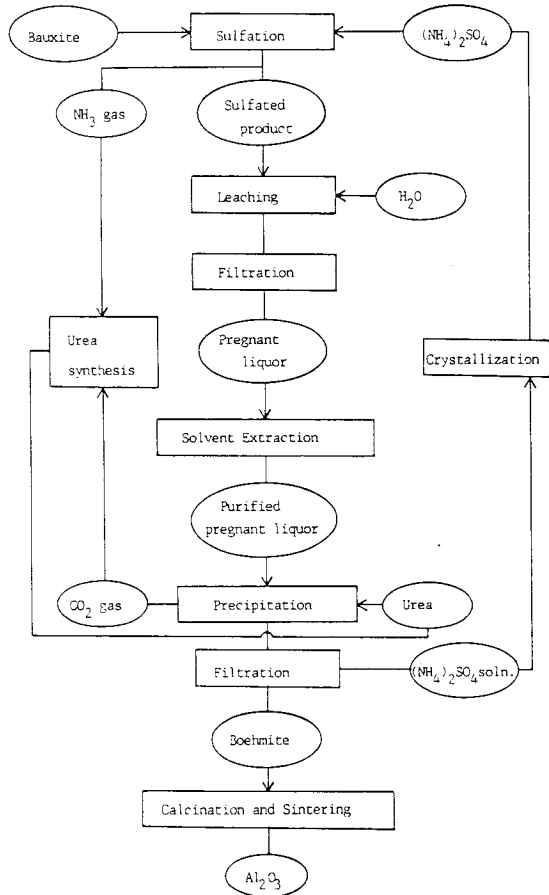 Bauxite
Sulfation
(NH4)2SO4
NH3 gas
Sulfated
product
Leaching
H2O
Filtration
Urea
synthesis
Pregnant
liquor
Crystallization
Solvent Extraction
Purified
pregnant liquor
CO2 gas
Precipitation
Urea
Filtration
(NH4)2SO4soln.
Boehmite
Calcination and Sintering
Al2O3